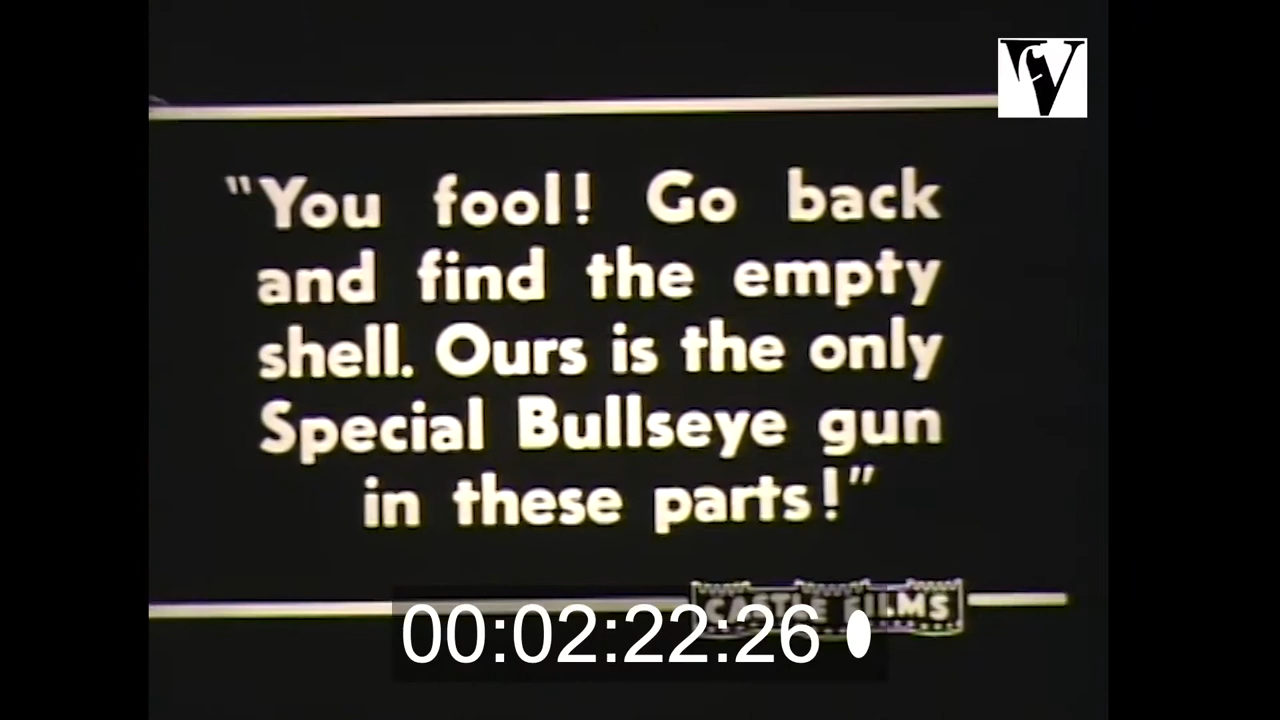 "You fool! Go back
and find the empty
shell. Ours is the only
Special Bullseye gun
in these parts!"
CASTLE FILMS
00:02:22:26